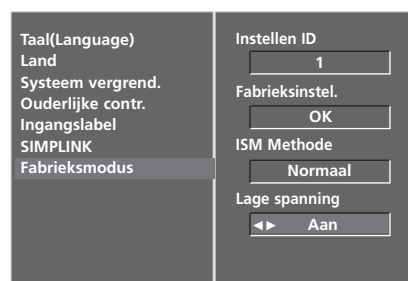 Taal(Language)
Land
Systeem vergrend.
Ouderlijke contr.
Ingangslabel
SIMPLINK
Fabrieksmodus
Instellen ID
1
Fabrieksinstel.
OK
ISM Methode
Normaal
Lage spanning
◄► Aan